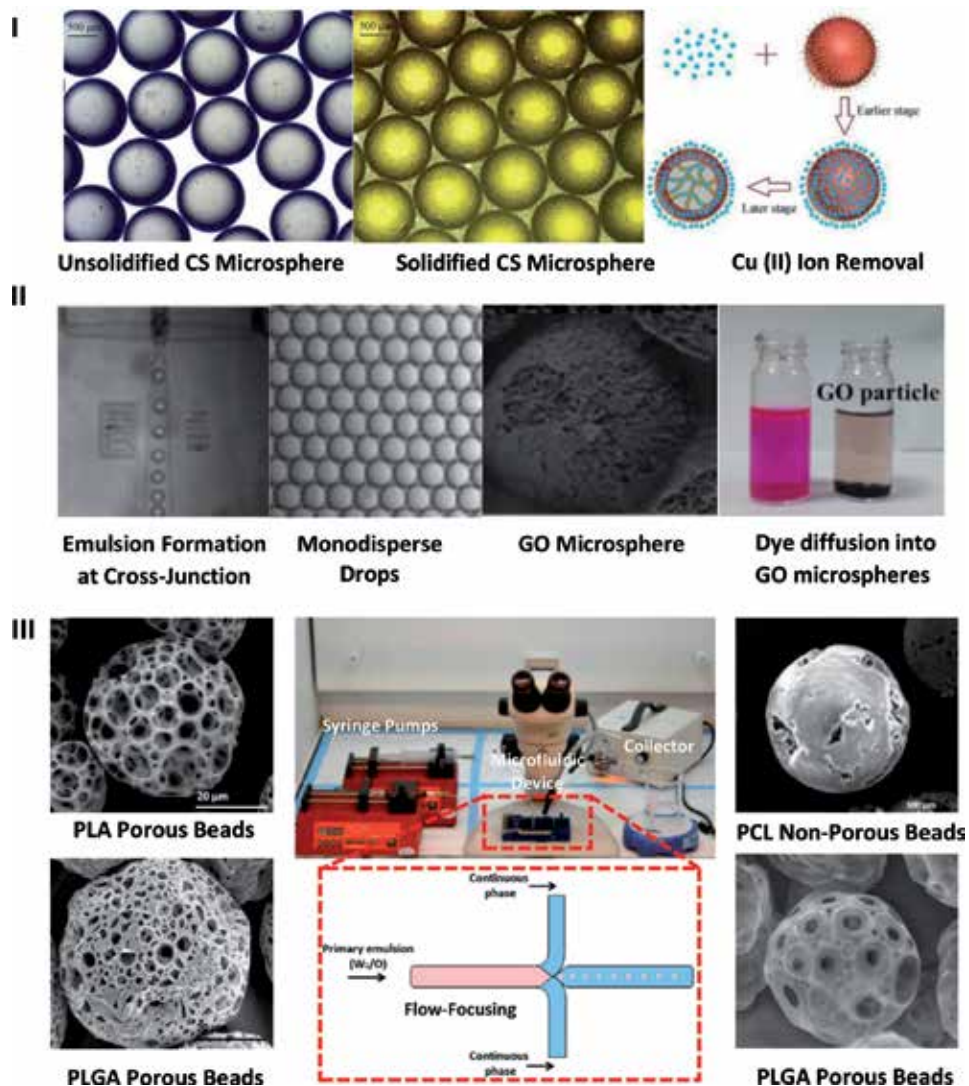 I
500 μm
500 μm
Earlier stage
Later stage
Unsolidified CS Microsphere
Solidified CS Microsphere
Cu (II) Ion Removal
II
GO particle
Emulsion Formation
at Cross-Junction
Monodisperse
Drops
GO Microsphere
Dye diffusion into
GO microspheres
III
Syringe Pumps
Microfluidic
Device
Collector
20 μm
PLA Porous Beads
PCL Non-Porous Beads
Continuous
phase
Primary emulsion
(W₁/O)
Flow-Focusing
Continuous
phase
PLGA Porous Beads
PLGA Porous Beads